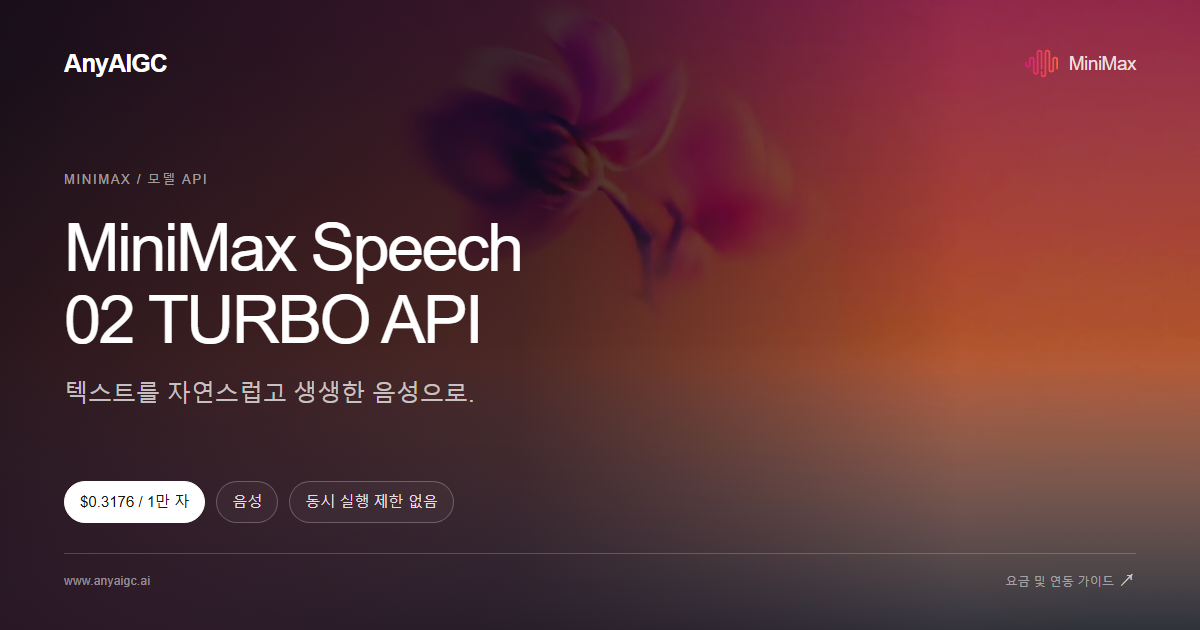 AnyAIGC
MiniMax
MINIMAX / 모델 API
MiniMax Speech
02 TURBO API
텍스트를 자연스럽고 생생한 음성으로.
$0.3176 / 1만 자
음성
동시 실행 제한 없음
www.anyaigc.ai
요금 및 연동 가이드 ↗